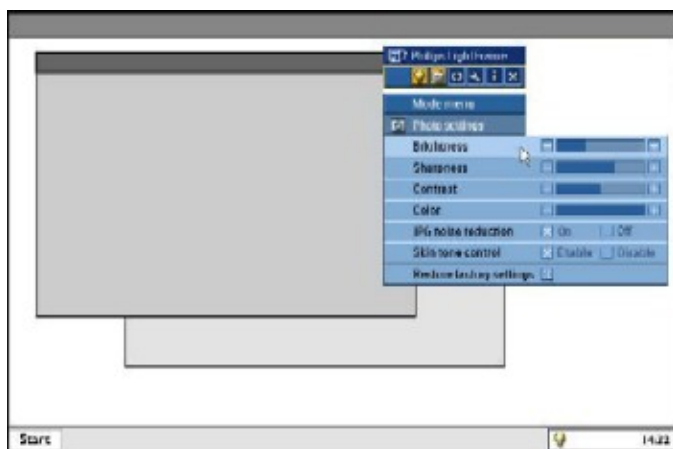 Philips LightFrame
Mode menu
Photo settings
Brightness
Sharpness
Contrast
Color
JPG noise reduction On Off
Skin tone control Enable Disable
Restore factory settings
Start 14:22